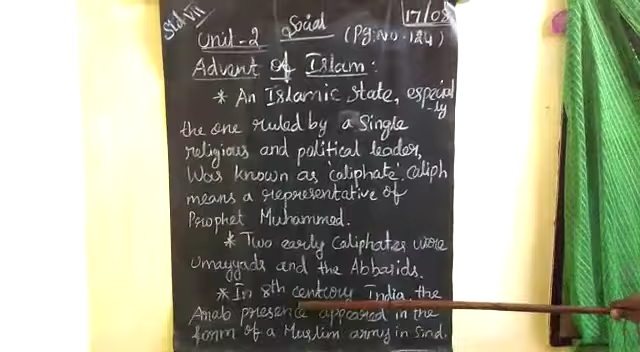 Std VII
Social
17/08
Unit-2
(Pg: No-124)
Advent of Islam:
* An Islamic State, especial
-ly
the one ruled by a Single
religious and political leader,
Was known as 'caliphate'. Caliph
means a representative of
Prophet Muhammed.
* Two early Caliphates were
Umayyads and the Abbasids.
* In 8th century India, the
Arab presence appeared in the
form of a Muslim army in Sind.